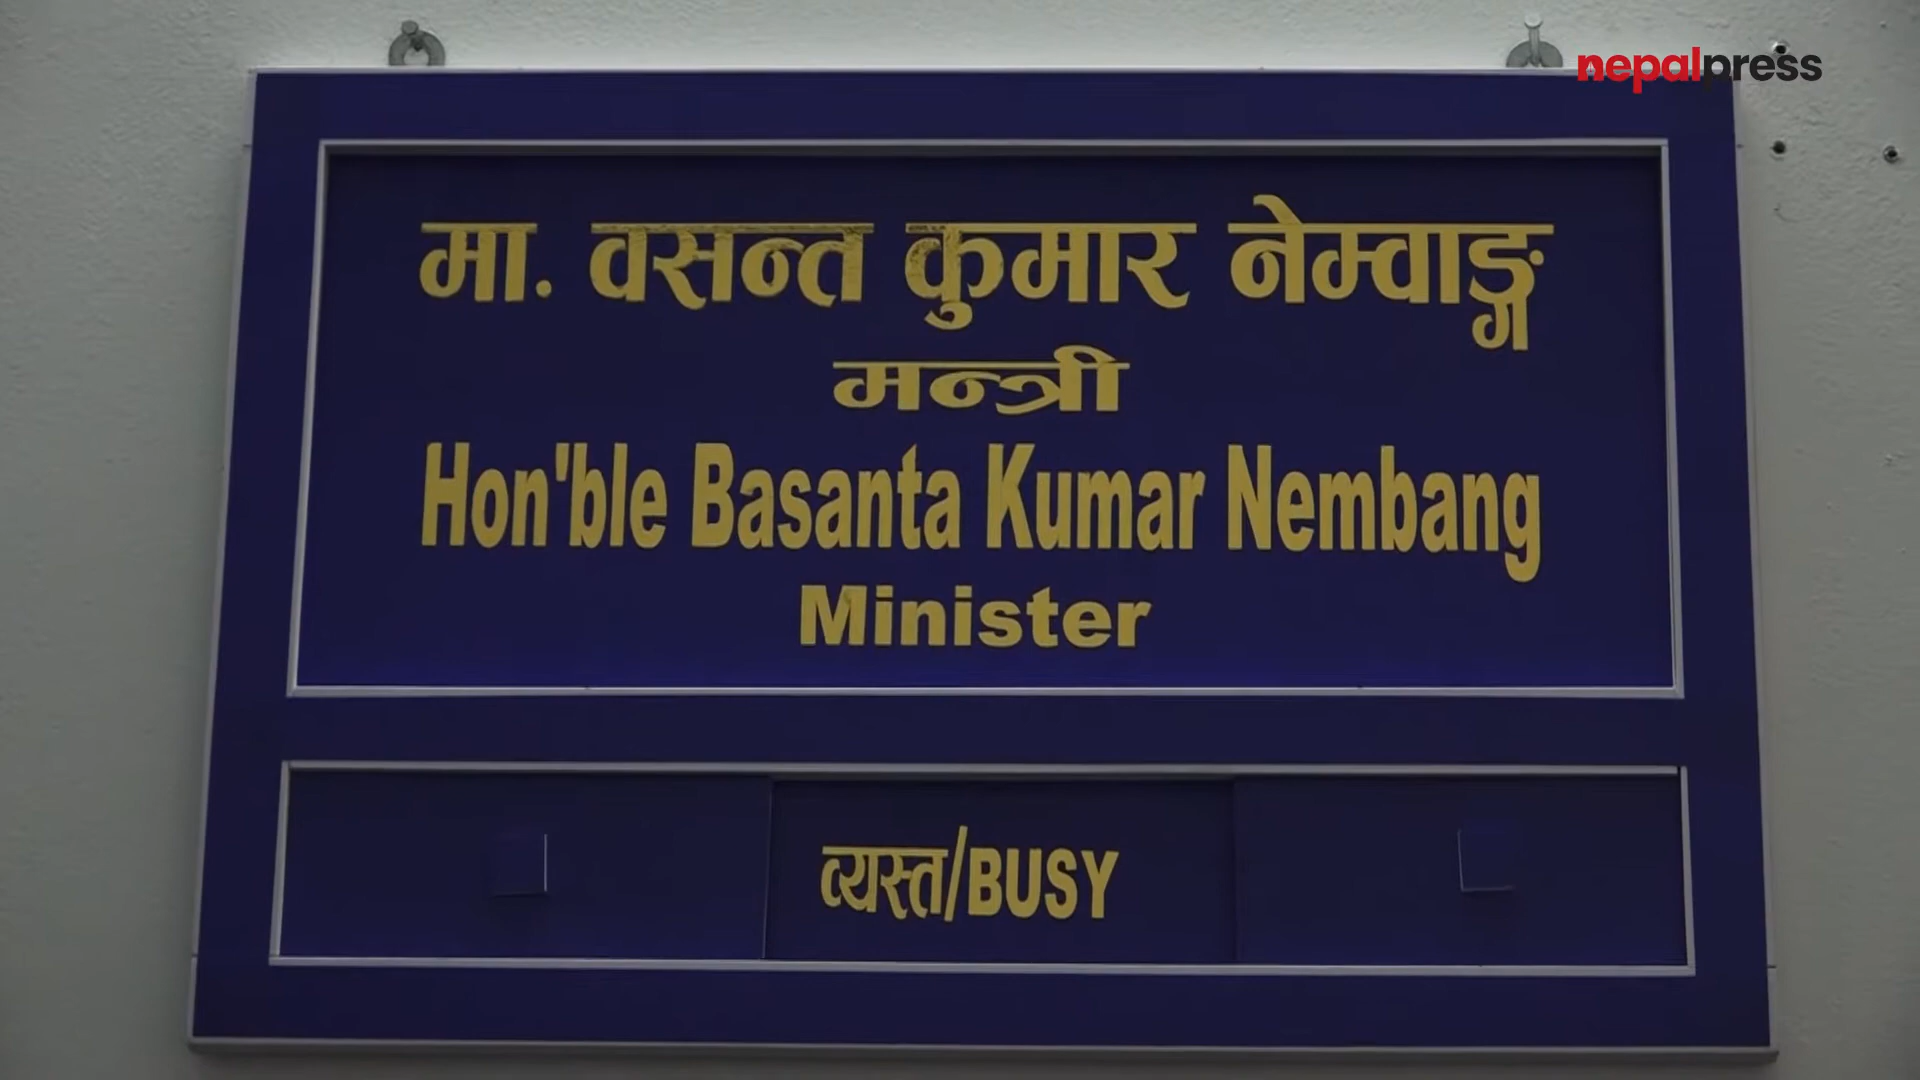 nepalpress
मा. वसन्त कुमार नेम्वाङ्ग
मन्त्री
Hon'ble Basanta Kumar Nembang
Minister
व्यस्त/BUSY